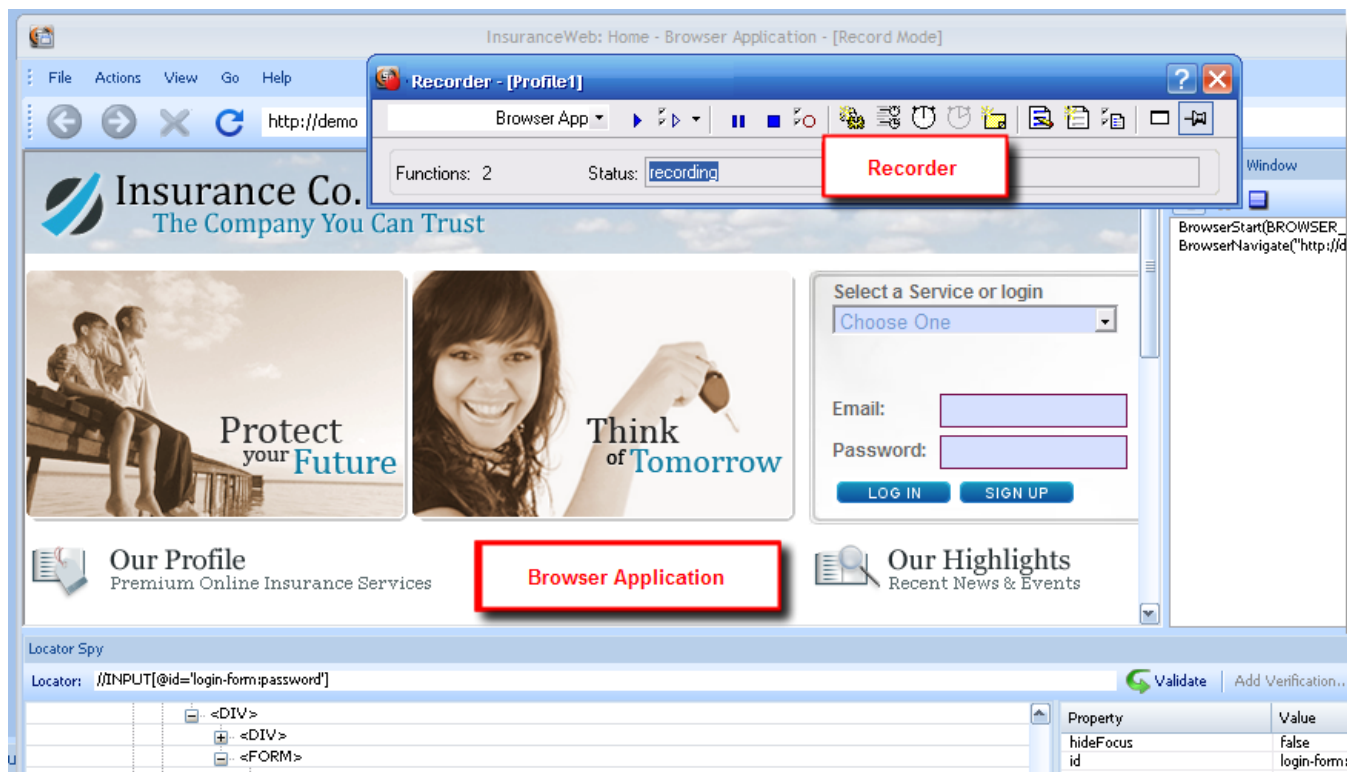 InsuranceWeb: Home - Browser Application - [Record Mode]
File Actions View Go Help
Recorder - [Profile1]
http://demo
Browser App
Functions: 2 Status: recording
Recorder
Window
BrowserStart(BROWSER_
BrowserNavigate("http://d
Insurance Co.
The Company You Can Trust
Protect
your Future
Think
of Tomorrow
Select a Service or login
Choose One
Email:
Password:
LOG IN SIGN UP
Our Profile
Premium Online Insurance Services
Browser Application
Our Highlights
Recent News & Events
Locator Spy
Locator: //INPUT[@id='login-form:password']
Validate Add Verification...
<DIV>
<DIV>
<FORM>
Property Value
hideFocus false
id login-form: